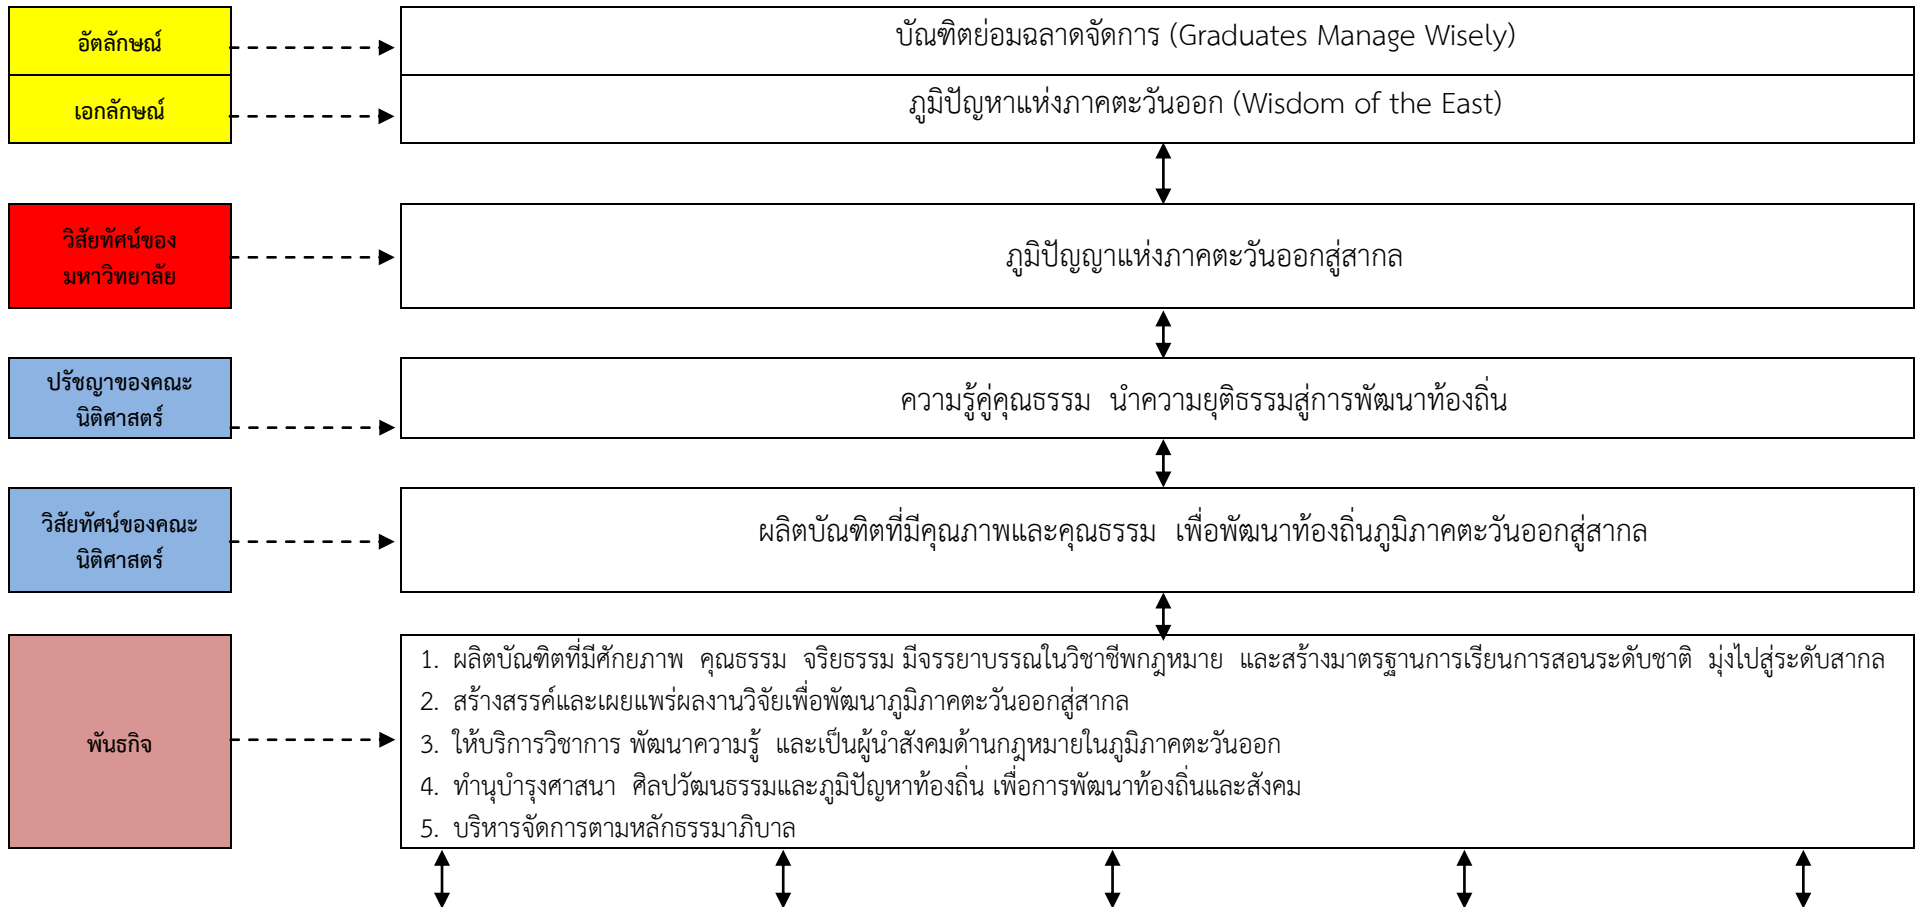 อัตลักษณ์
บัณฑิตย่อมฉลาดจัดการ (Graduates Manage Wisely)
เอกลักษณ์
ภูมิปัญหาแห่งภาคตะวันออก (Wisdom of the East)
วิสัยทัศน์ของ
มหาวิทยาลัย
ภูมิปัญญาแห่งภาคตะวันออกสู่สากล
ปรัชญาของคณะ
นิติศาสตร์
ความรู้คู่คุณธรรม นำความยุติธรรมสู่การพัฒนาท้องถิ่น
วิสัยทัศน์ของคณะ
นิติศาสตร์
ผลิตบัณฑิตที่มีคุณภาพและคุณธรรม เพื่อพัฒนาท้องถิ่นภูมิภาคตะวันออกสู่สากล
พันธกิจ
1. ผลิตบัณฑิตที่มีศักยภาพ คุณธรรม จริยธรรม มีจรรยาบรรณในวิชาชีพกฎหมาย และสร้างมาตรฐานการเรียนการสอนระดับชาติ มุ่งไปสู่ระดับสากล
2. สร้างสรรค์และเผยแพร่ผลงานวิจัยเพื่อพัฒนาภูมิภาคตะวันออกสู่สากล
3. ให้บริการวิชาการ พัฒนาความรู้ และเป็นผู้นำสังคมด้านกฎหมายในภูมิภาคตะวันออก
4. ทำนุบำรุงศาสนา ศิลปวัฒนธรรมและภูมิปัญหาท้องถิ่น เพื่อการพัฒนาท้องถิ่นและสังคม
5. บริหารจัดการตามหลักธรรมาภิบาล